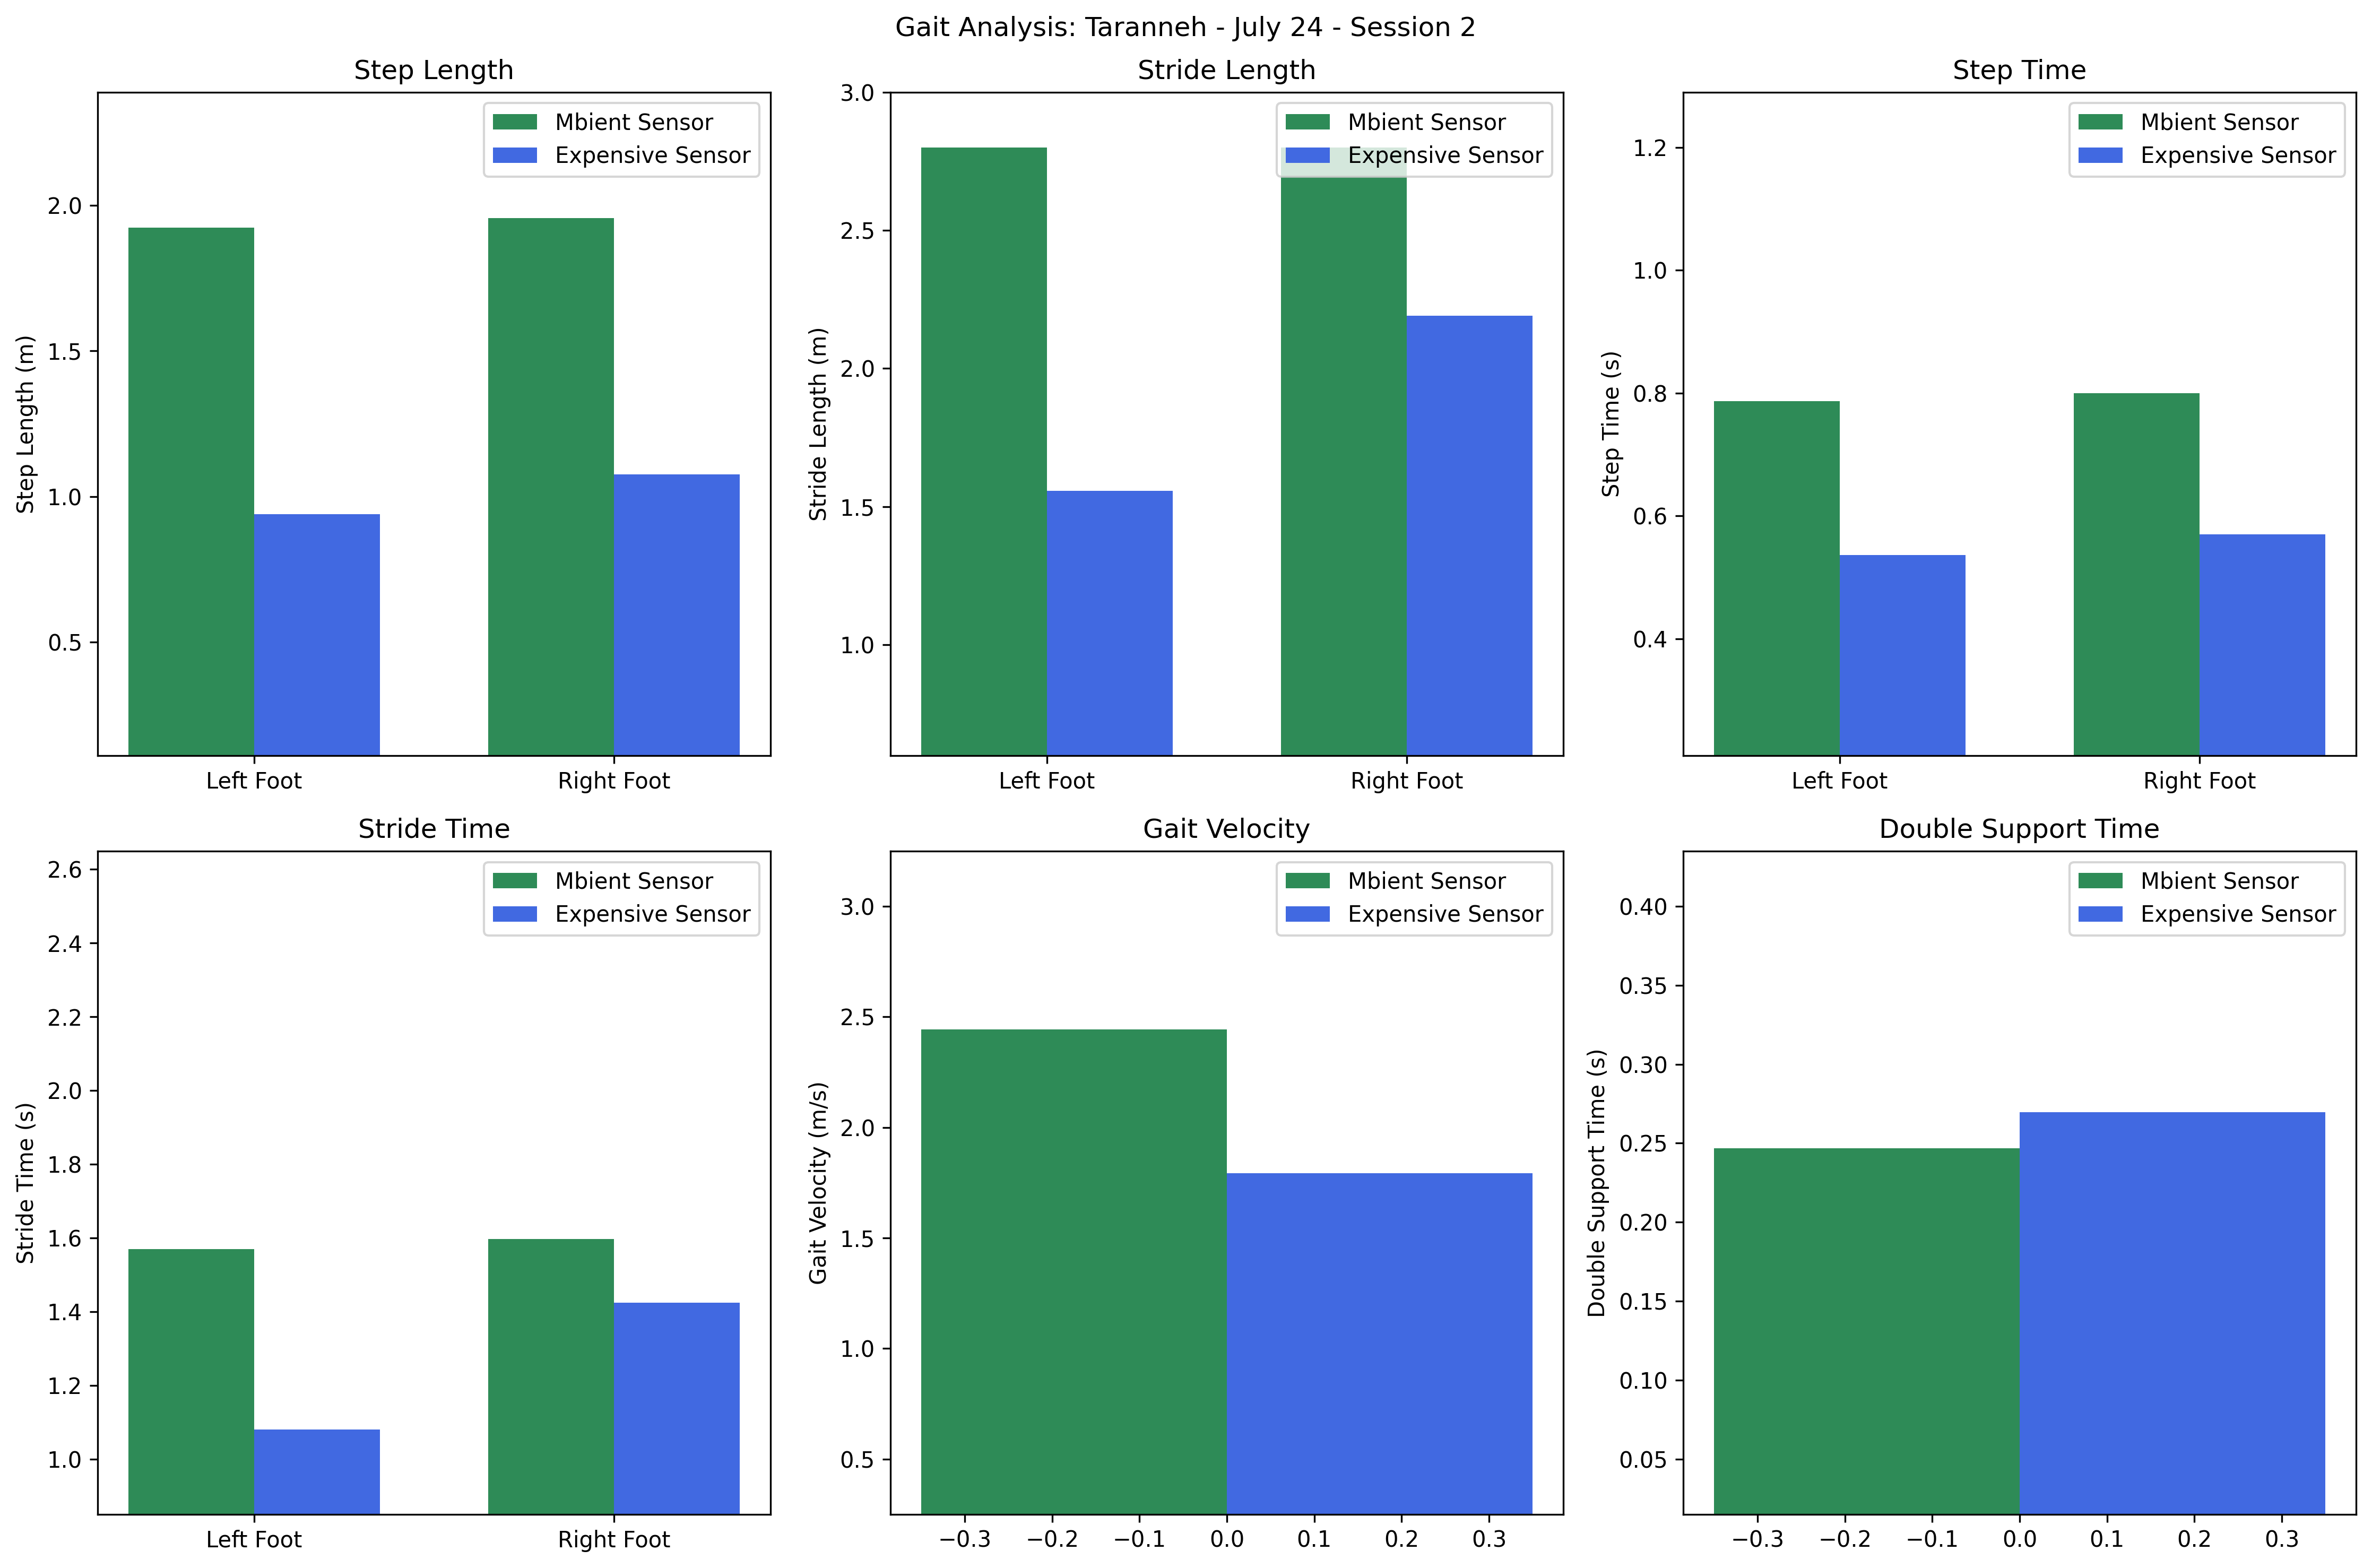 Gait Analysis: Taranneh - July 24 - Session 2
Step Length
Step Length (m)
2.0
1.5
1.0
0.5
Mbient Sensor
Expensive Sensor
Left Foot
Right Foot
Stride Length
Stride Length (m)
3.0
2.5
2.0
1.5
1.0
Mbient Sensor
Expensive Sensor
Left Foot
Right Foot
Step Time
Step Time (s)
1.2
1.0
0.8
0.6
0.4
Mbient Sensor
Expensive Sensor
Left Foot
Right Foot
Stride Time
Stride Time (s)
2.6
2.4
2.2
2.0
1.8
1.6
1.4
1.2
1.0
Mbient Sensor
Expensive Sensor
Left Foot
Right Foot
Gait Velocity
Gait Velocity (m/s)
3.0
2.5
2.0
1.5
1.0
0.5
Mbient Sensor
Expensive Sensor
−0.3 −0.2 −0.1 0.0 0.1 0.2 0.3
Double Support Time
Double Support Time (s)
0.40
0.35
0.30
0.25
0.20
0.15
0.10
0.05
Mbient Sensor
Expensive Sensor
−0.3 −0.2 −0.1 0.0 0.1 0.2 0.3